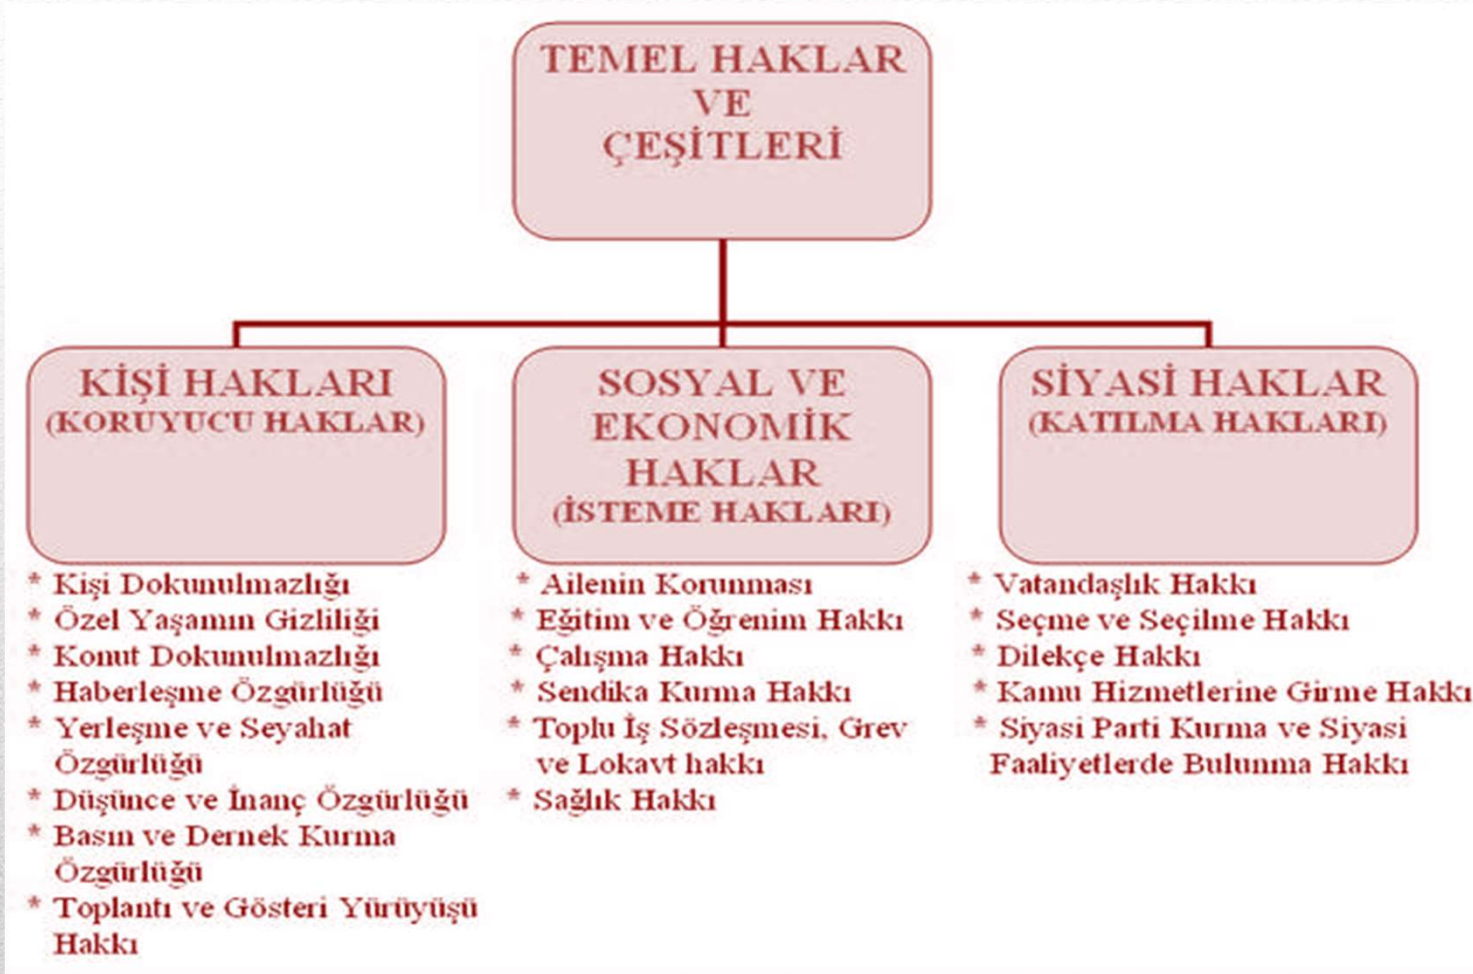 TEMEL HAKLAR
VE
ÇEŞİTLERİ
KİŞİ HAKLARI
(KORUYUCU HAKLAR)
* Kişi Dokunulmazlığı
* Özel Yaşamın Gizliliği
* Konut Dokunulmazlığı
* Haberleşme Özgürlüğü
* Yerleşme ve Seyahat
Özgürlüğü
* Düşünce ve İnanç Özgürlüğü
* Basın ve Dernek Kurma
Özgürlüğü
* Toplantı ve Gösteri Yürüyüşü
Hakkı
SOSYAL VE
EKONOMİK
HAKLAR
(İSTEME HAKLARI)
* Ailenin Korunması
* Eğitim ve Öğrenim Hakkı
* Çalışma Hakkı
* Sendika Kurma Hakkı
* Toplu İş Sözleşmesi, Grev
ve Lokavt hakkı
* Sağlık Hakkı
SİYASİ HAKLAR
(KATILMA HAKLARI)
* Vatandaşlık Hakkı
* Seçme ve Seçilme Hakkı
* Dilekçe Hakkı
* Kamu Hizmetlerine Girme Hakkı
* Siyasi Parti Kurma ve Siyasi
Faaliyetlerde Bulunma Hakkı